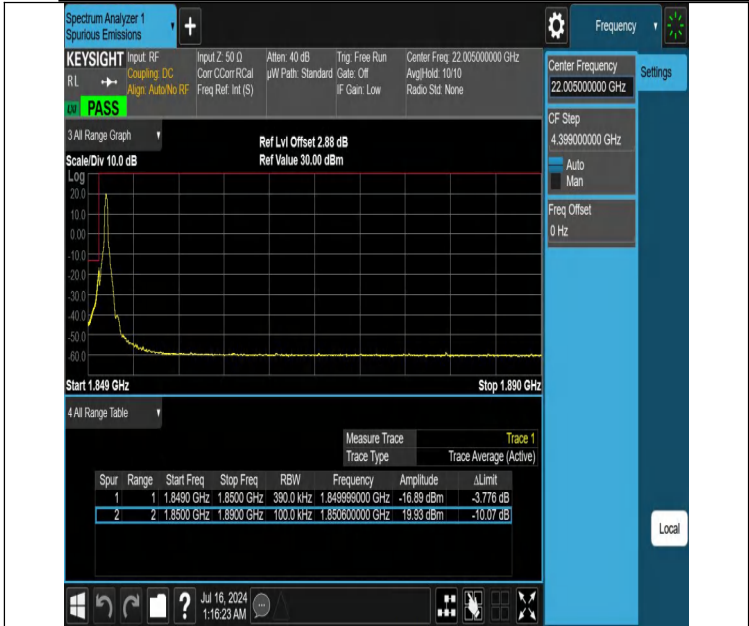 Spectrum Analyzer 1
Spurious Emissions
Frequency
KEYSIGHT
RL
PASS
Input: RF
Coupling: DC
Align: Auto/No RF
Input Z: 50 Ω
Corr CCorr RCal
Freq Ref: Int (S)
Atten: 40 dB
µW Path: Standard
Trig: Free Run
Gate: Off
IF Gain: Low
Center Freq: 22.005000000 GHz
Avg|Hold: 10/10
Radio Std: None
Center Frequency
22.005000000 GHz
Settings
CF Step
4.399000000 GHz
Auto
Man
Freq Offset
0 Hz
3 All Range Graph
Scale/Div 10.0 dB
Ref Lvl Offset 2.88 dB
Ref Value 30.00 dBm
Log
20.0
10.0
0.00
-10.0
-20.0
-30.0
-40.0
-50.0
-60.0
Start 1.849 GHz
Stop 1.890 GHz
4 All Range Table
Measure Trace Trace 1
Trace Type Trace Average (Active)
Spur Range Start Freq Stop Freq RBW Frequency Amplitude ΔLimit
1 1 1.8490 GHz 1.8500 GHz 390.0 kHz 1.849999000 GHz -16.89 dBm -3.776 dB
2 2 1.8500 GHz 1.8900 GHz 100.0 kHz 1.850600000 GHz 19.93 dBm -10.07 dB
Local
Jul 16, 2024
1:16:23 AM